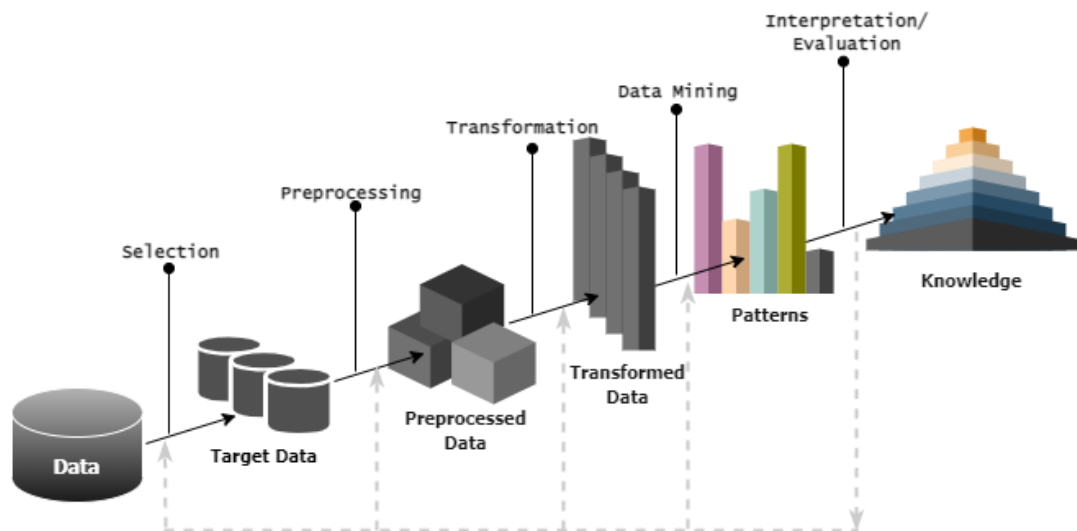 Interpretation/
Evaluation
Data Mining
Transformation
Preprocessing
Selection
Knowledge
Patterns
Transformed
Data
Preprocessed
Data
Target Data
Data